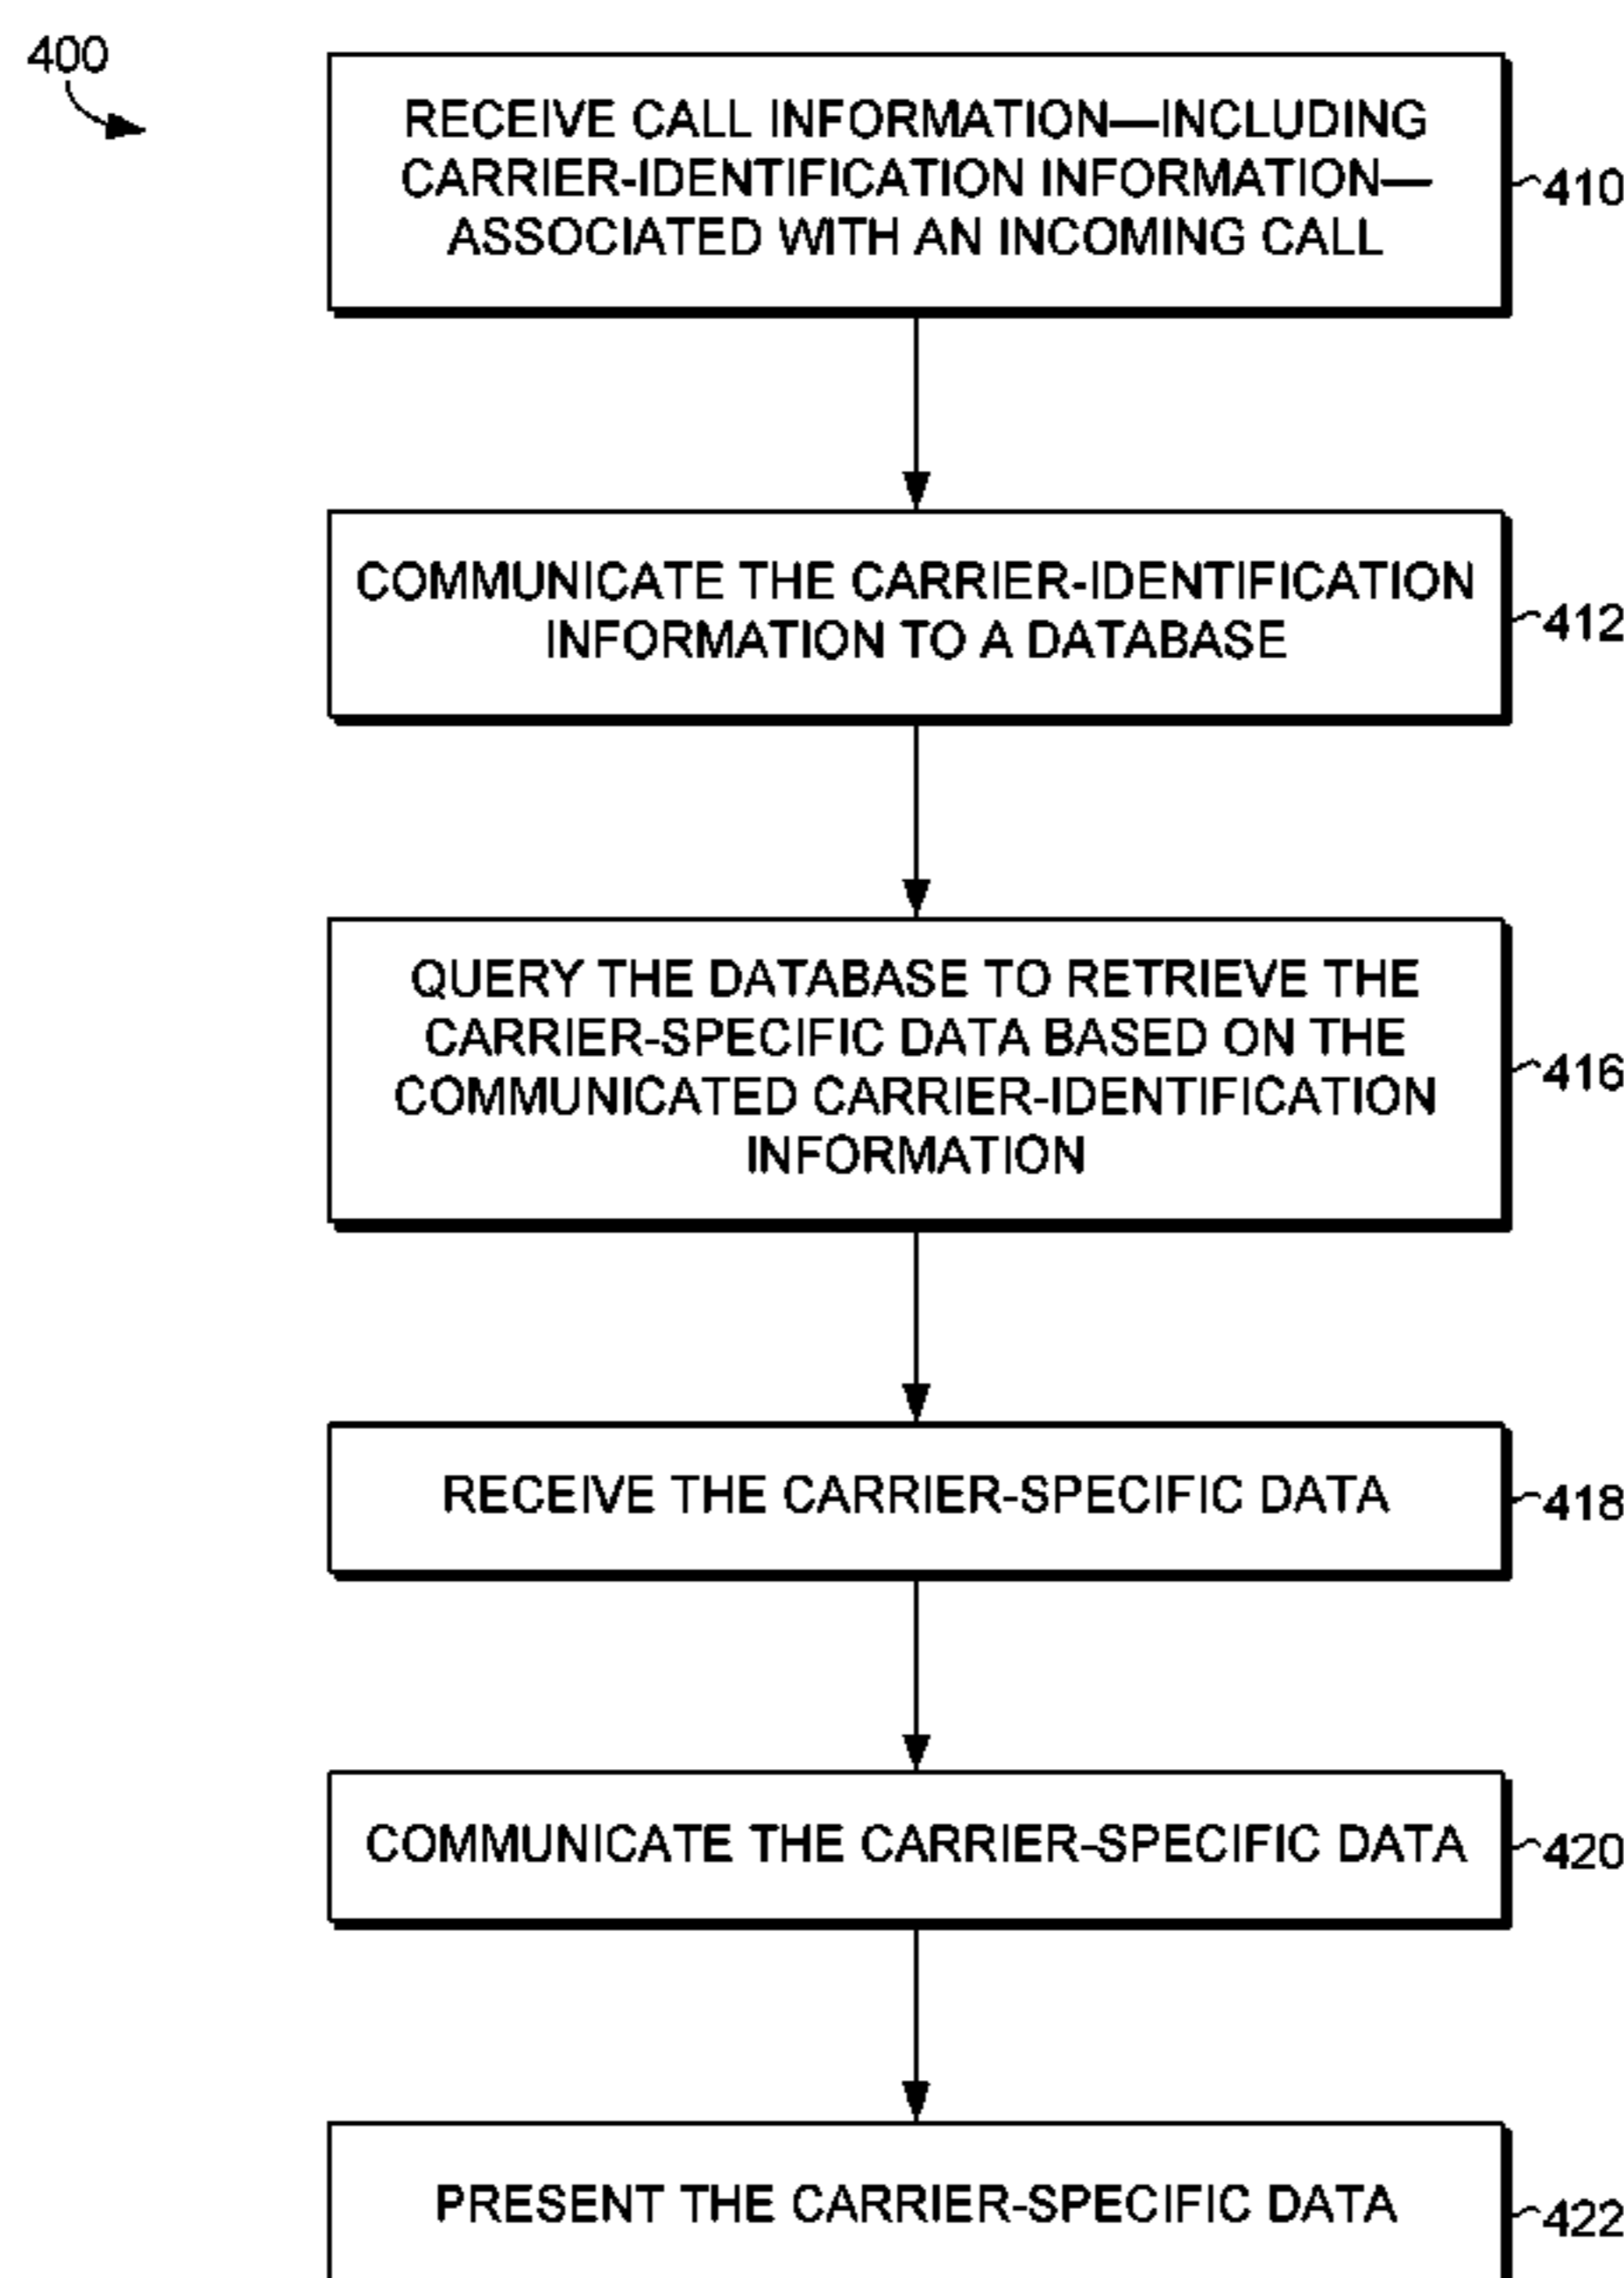 400
RECEIVE CALL INFORMATION—INCLUDING
CARRIER-IDENTIFICATION INFORMATION—
ASSOCIATED WITH AN INCOMING CALL
410
COMMUNICATE THE CARRIER-IDENTIFICATION
INFORMATION TO A DATABASE
412
QUERY THE DATABASE TO RETRIEVE THE
CARRIER-SPECIFIC DATA BASED ON THE
COMMUNICATED CARRIER-IDENTIFICATION
INFORMATION
416
RECEIVE THE CARRIER-SPECIFIC DATA
418
COMMUNICATE THE CARRIER-SPECIFIC DATA
420
PRESENT THE CARRIER-SPECIFIC DATA
422